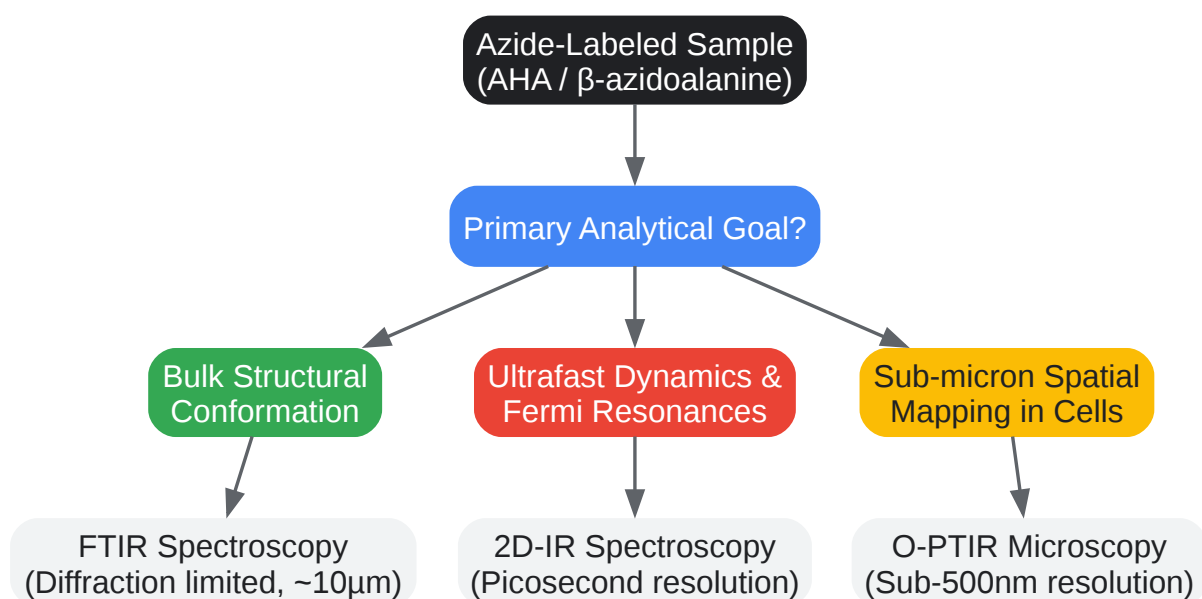 Azide-Labeled Sample
(AHA / β-azidoalanine)
Primary Analytical Goal?
Bulk Structural
Conformation
Ultrafast Dynamics &
Fermi Resonances
Sub-micron Spatial
Mapping in Cells
FTIR Spectroscopy
(Diffraction limited, ~10µm)
2D-IR Spectroscopy
(Picosecond resolution)
O-PTIR Microscopy
(Sub-500nm resolution)